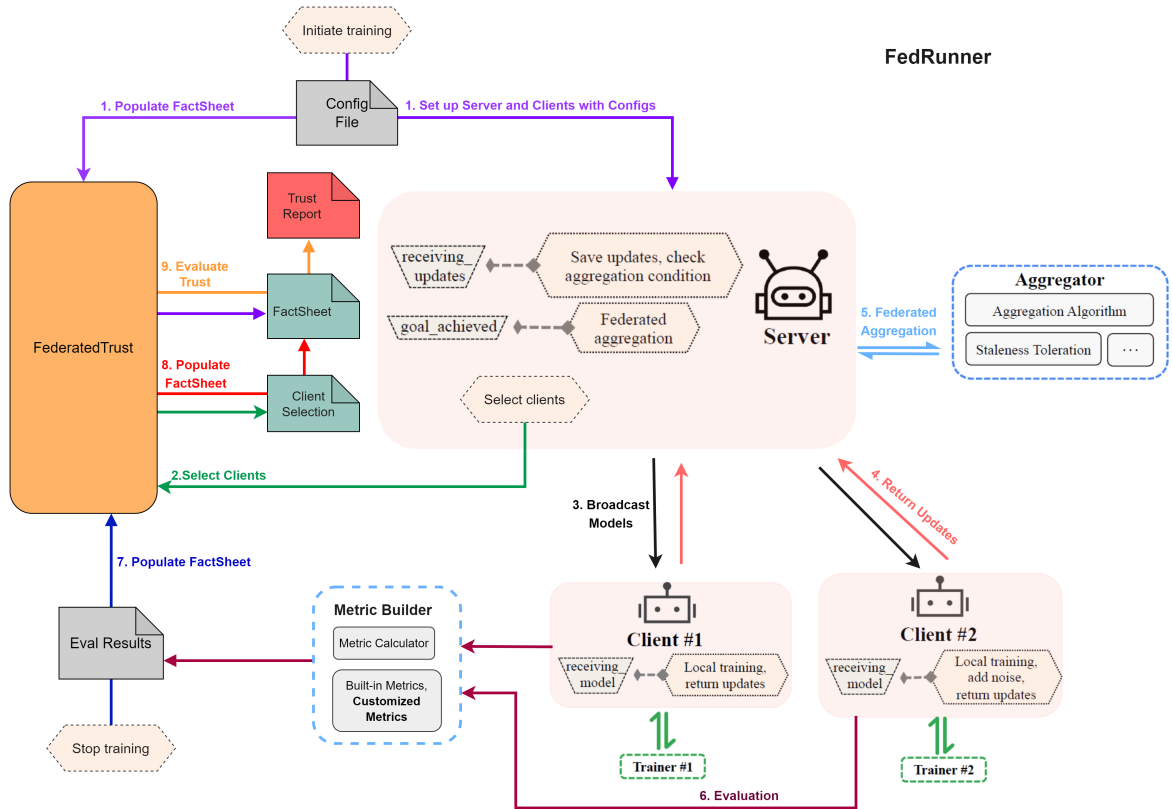 Initiate training
FedRunner
1. Populate FactSheet
Config
File
1. Set up Server and Clients with Configs
Trust
Report
receiving_
updates
Save updates, check
aggregation condition
9. Evaluate
Trust
FactSheet
goal_achieved
Federated
aggregation
Server
5. Federated
Aggregation
Aggregator
Aggregation Algorithm
Staleness Toleration
...
FederatedTrust
8. Populate
FactSheet
Client
Selection
Select clients
2.Select Clients
3. Broadcast
Models
4. Return Updates
7. Populate FactSheet
Eval Results
Stop training
Metric Builder
Metric Calculator
Built-in Metrics,
Customized
Metrics
Client #1
receiving_
model
Local training,
return updates
Trainer #1
Client #2
receiving_
model
Local training,
add noise,
return updates
Trainer #2
6. Evaluation